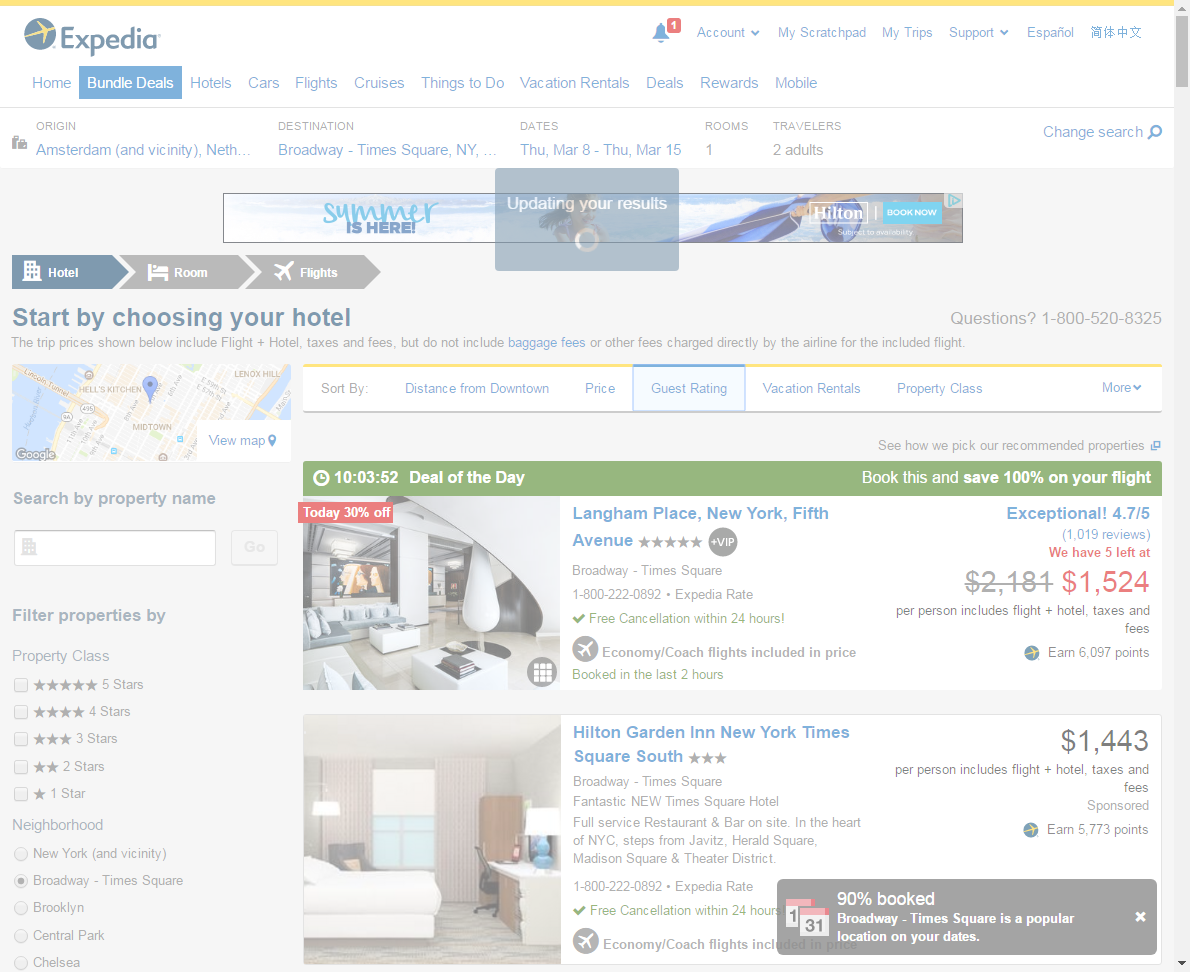 Expedia
1
Account
My Scratchpad
My Trips
Support
Español
简体中文
Home
Bundle Deals
Hotels
Cars
Flights
Cruises
Things to Do
Vacation Rentals
Deals
Rewards
Mobile
ORIGIN
DESTINATION
DATES
ROOMS
TRAVELERS
Amsterdam (and vicinity), Neth...
Broadway - Times Square, NY, ...
Thu, Mar 8 - Thu, Mar 15
1
2 adults
Change search
Updating your results
summer
IS HERE!
Hilton
BOOK NOW
Subject to availability
Hotel
Room
Flights
Start by choosing your hotel
Questions? 1-800-520-8325
The trip prices shown below include Flight + Hotel, taxes and fees, but do not include baggage fees or other fees charged directly by the airline for the included flight.
LENOX HILL
HELL'S KITCHEN
Lincoln Tunnel
495
9A
MIDTOWN
Google
View map
Sort By:
Distance from Downtown
Price
Guest Rating
Vacation Rentals
Property Class
More
See how we pick our recommended properties
Search by property name
Go
Filter properties by
Property Class
5 Stars
4 Stars
3 Stars
2 Stars
1 Star
Neighborhood
New York (and vicinity)
Broadway - Times Square
Brooklyn
Central Park
Chelsea
10:03:52 Deal of the Day
Book this and save 100% on your flight
Today 30% off
Langham Place, New York, Fifth
Avenue
+VIP
Broadway - Times Square
1-800-222-0892 • Expedia Rate
Free Cancellation within 24 hours!
Economy/Coach flights included in price
Booked in the last 2 hours
Exceptional! 4.7/5
(1,019 reviews)
We have 5 left at
$2,181 $1,524
per person includes flight + hotel, taxes and
fees
Earn 6,097 points
Hilton Garden Inn New York Times
Square South
Broadway - Times Square
Fantastic NEW Times Square Hotel
Full service Restaurant & Bar on site. In the heart
of NYC, steps from Javitz, Herald Square,
Madison Square & Theater District.
1-800-222-0892 • Expedia Rate
Free Cancellation within 24 hours
Economy/Coach flights included in price
$1,443
per person includes flight + hotel, taxes and
fees
Sponsored
Earn 5,773 points
1
31
90% booked
Broadway - Times Square is a popular
location on your dates.